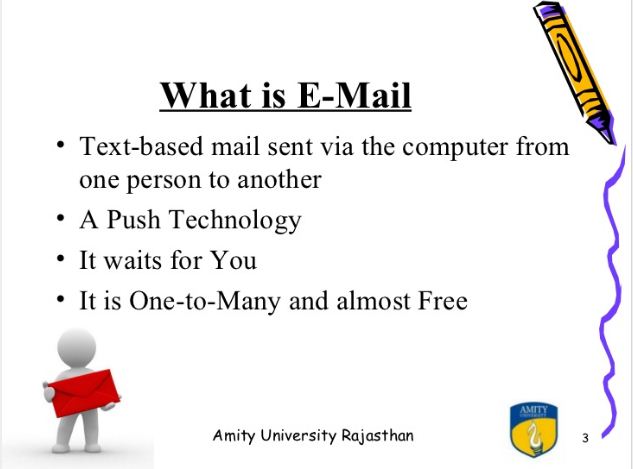 What is E-Mail
• Text-based mail sent via the computer from
one person to another
• A Push Technology
• It waits for You
• It is One-to-Many and almost Free
Amity University Rajasthan
AMITY
UNIVERSITY
3